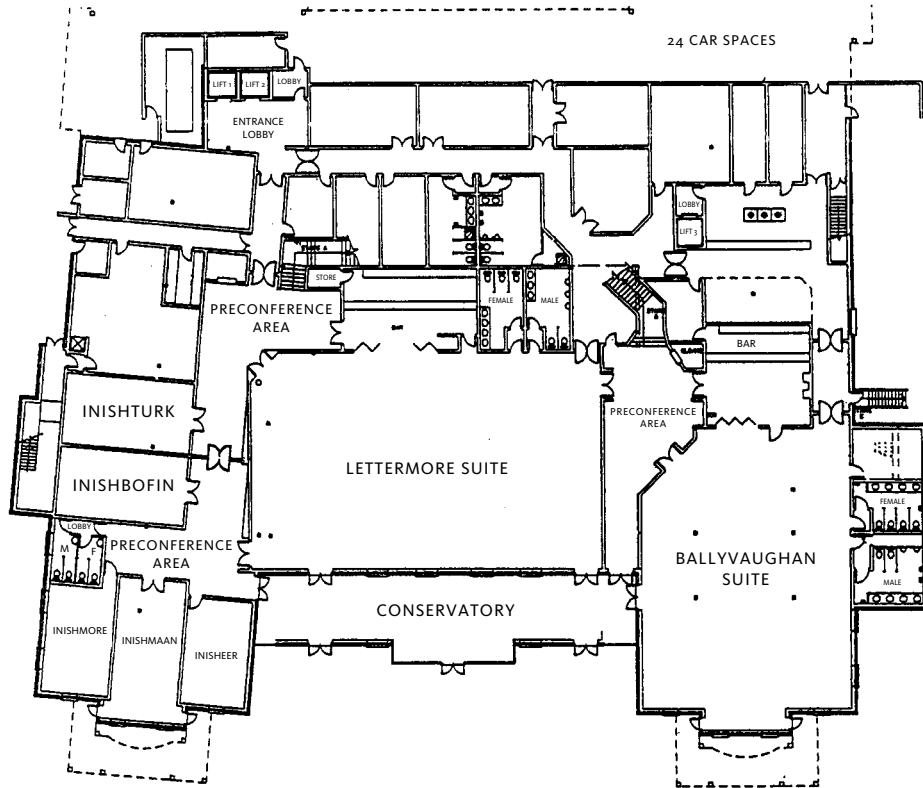 24 CAR SPACES
LIFT 1
LIFT 2
LOBBY
ENTRANCE
LOBBY
LOBBY
LIFT 3
STORE
PRECONFERENCE
AREA
FEMALE
MALE
BAR
BAR
INISHTURK
PRECONFERENCE
AREA
LETTERMORE SUITE
INISHBOFIN
FEMALE
LOBBY
M
F
PRECONFERENCE
AREA
BALLYVAUGHAN
SUITE
MALE
CONSERVATORY
INISHMORE
INISHMAAN
INISHEER